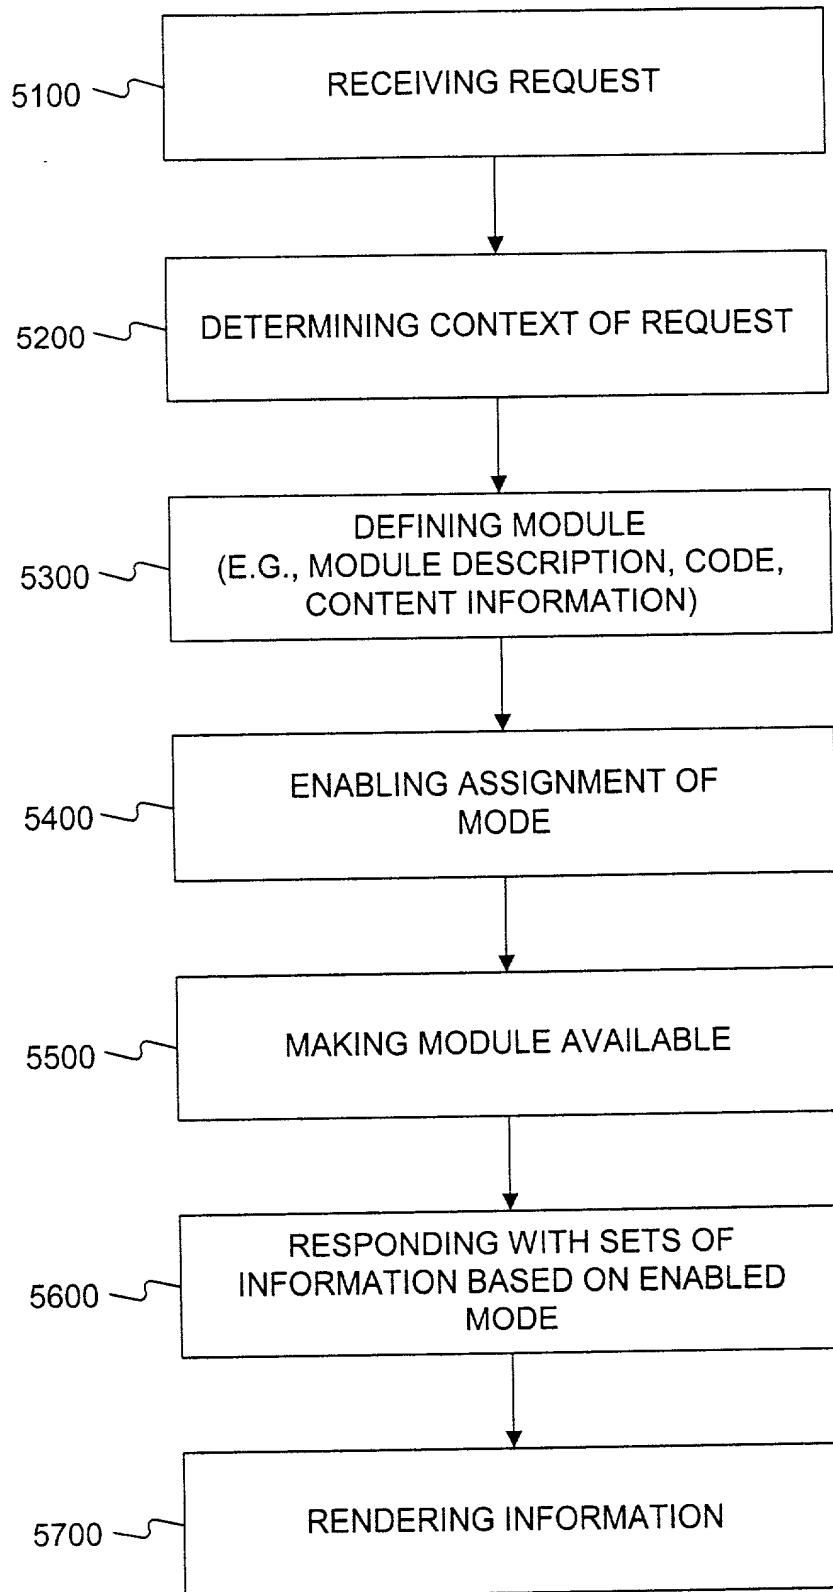 5100
RECEIVING REQUEST
5200
DETERMINING CONTEXT OF REQUEST
5300
DEFINING MODULE
(E.G., MODULE DESCRIPTION, CODE,
CONTENT INFORMATION)
5400
ENABLING ASSIGNMENT OF
MODE
5500
MAKING MODULE AVAILABLE
5600
RESPONDING WITH SETS OF
INFORMATION BASED ON ENABLED
MODE
5700
RENDERING INFORMATION